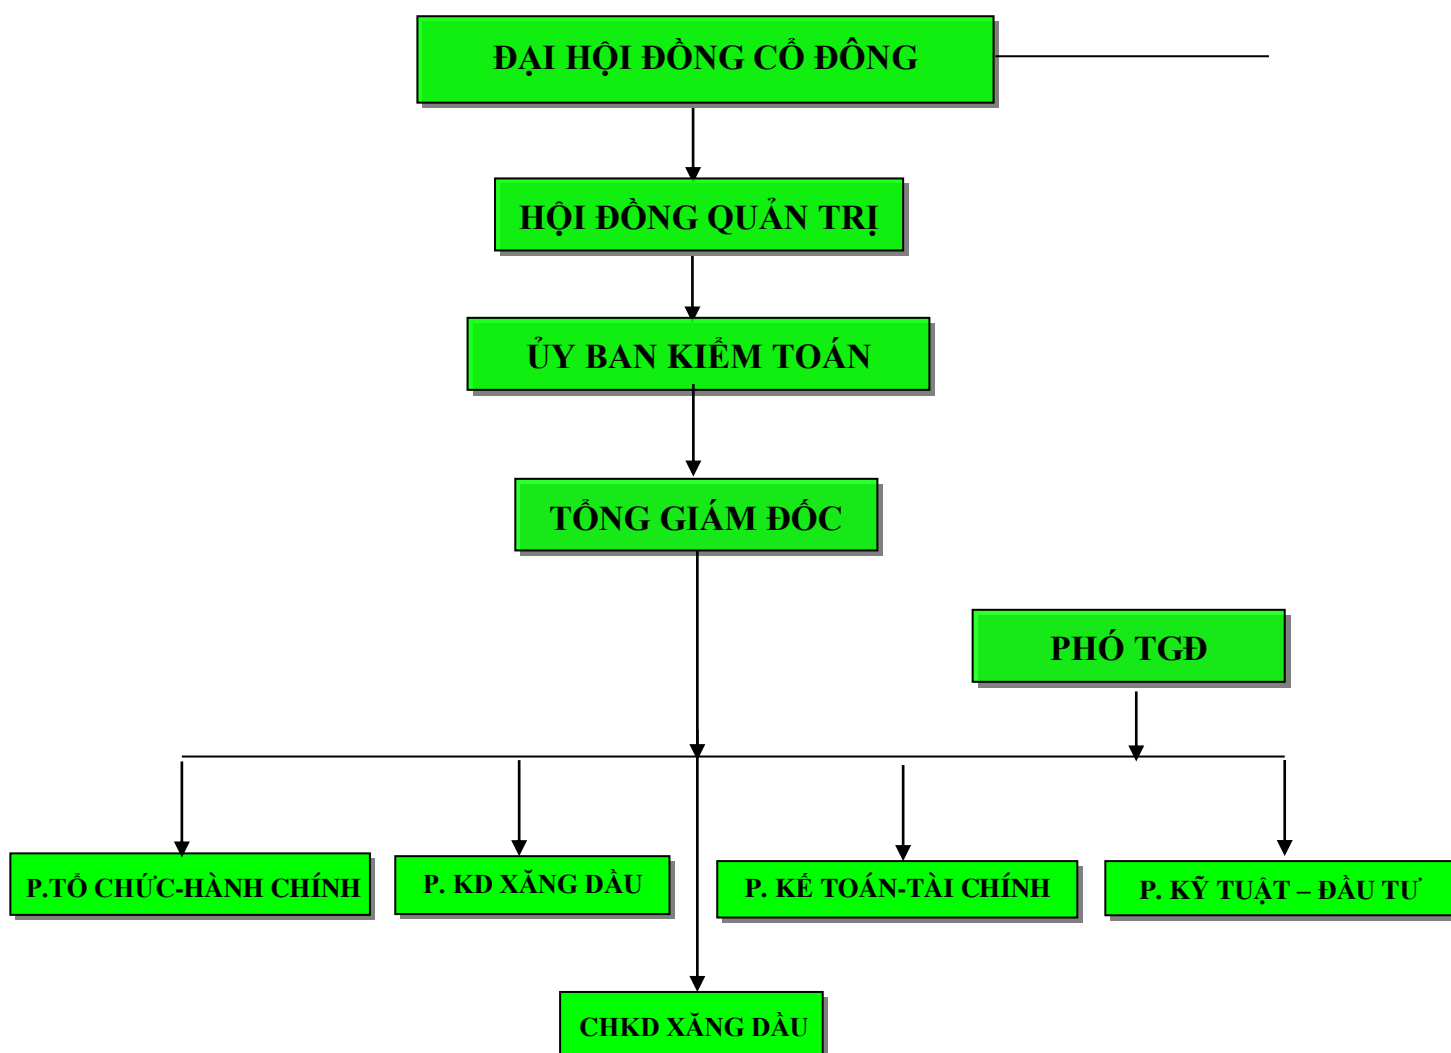 ĐẠI HỘI ĐỒNG CỔ ĐÔNG
HỘI ĐỒNG QUẢN TRỊ
ỦY BAN KIỂM TOÁN
TỔNG GIÁM ĐỐC
PHÓ TGĐ
P.TỔ CHỨC-HÀNH CHÍNH
P. KD XĂNG DẦU
P. KẾ TOÁN-TÀI CHÍNH
P. KỸ TUẬT – ĐẦU TƯ
CHKD XĂNG DẦU